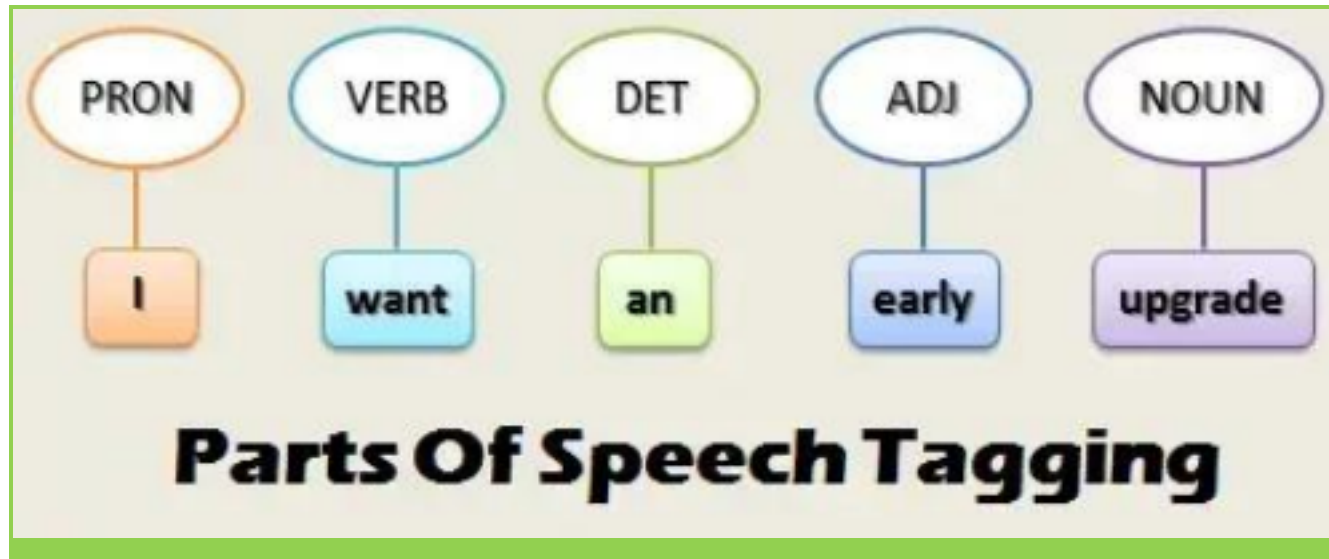 PRON VERB DET ADJ NOUN
I want an early upgrade
Parts Of Speech Tagging